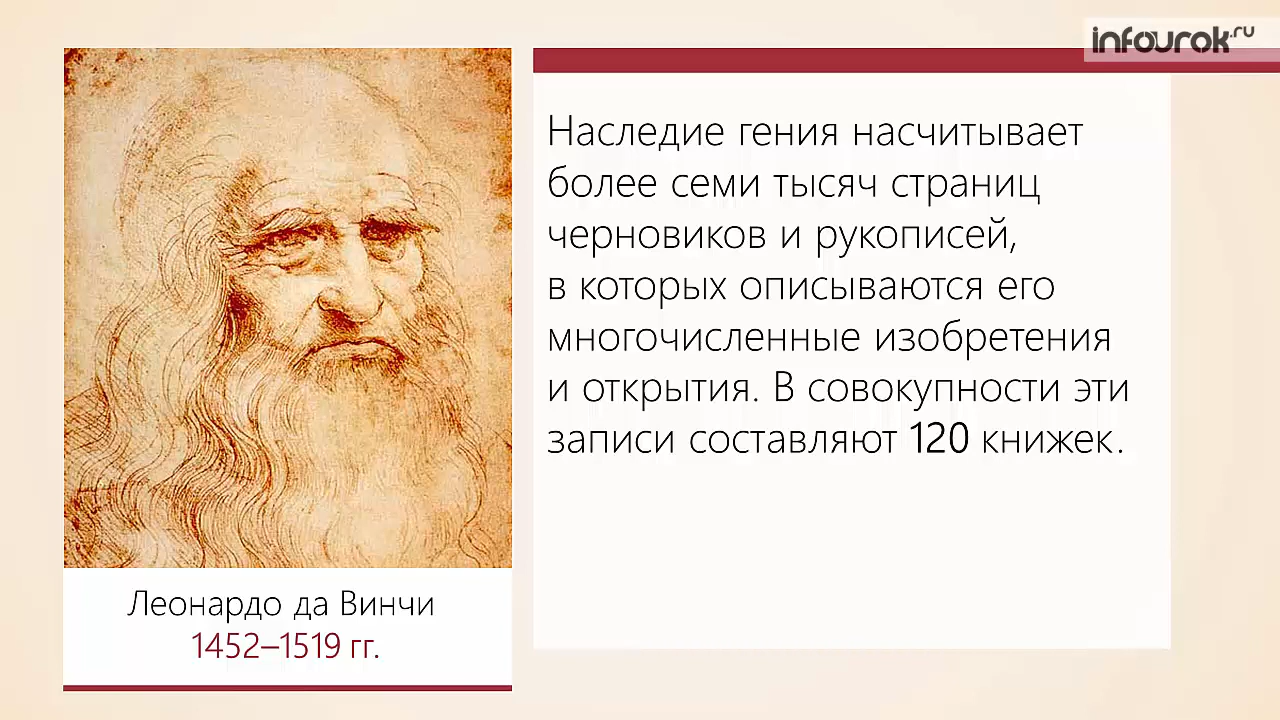 infourok.ru
Наследие гения насчитывает
более семи тысяч страниц
черновиков и рукописей,
в которых описываются его
многочисленные изобретения
и открытия. В совокупности эти
записи составляют 120 книжек.
Леонардо да Винчи
1452–1519 гг.